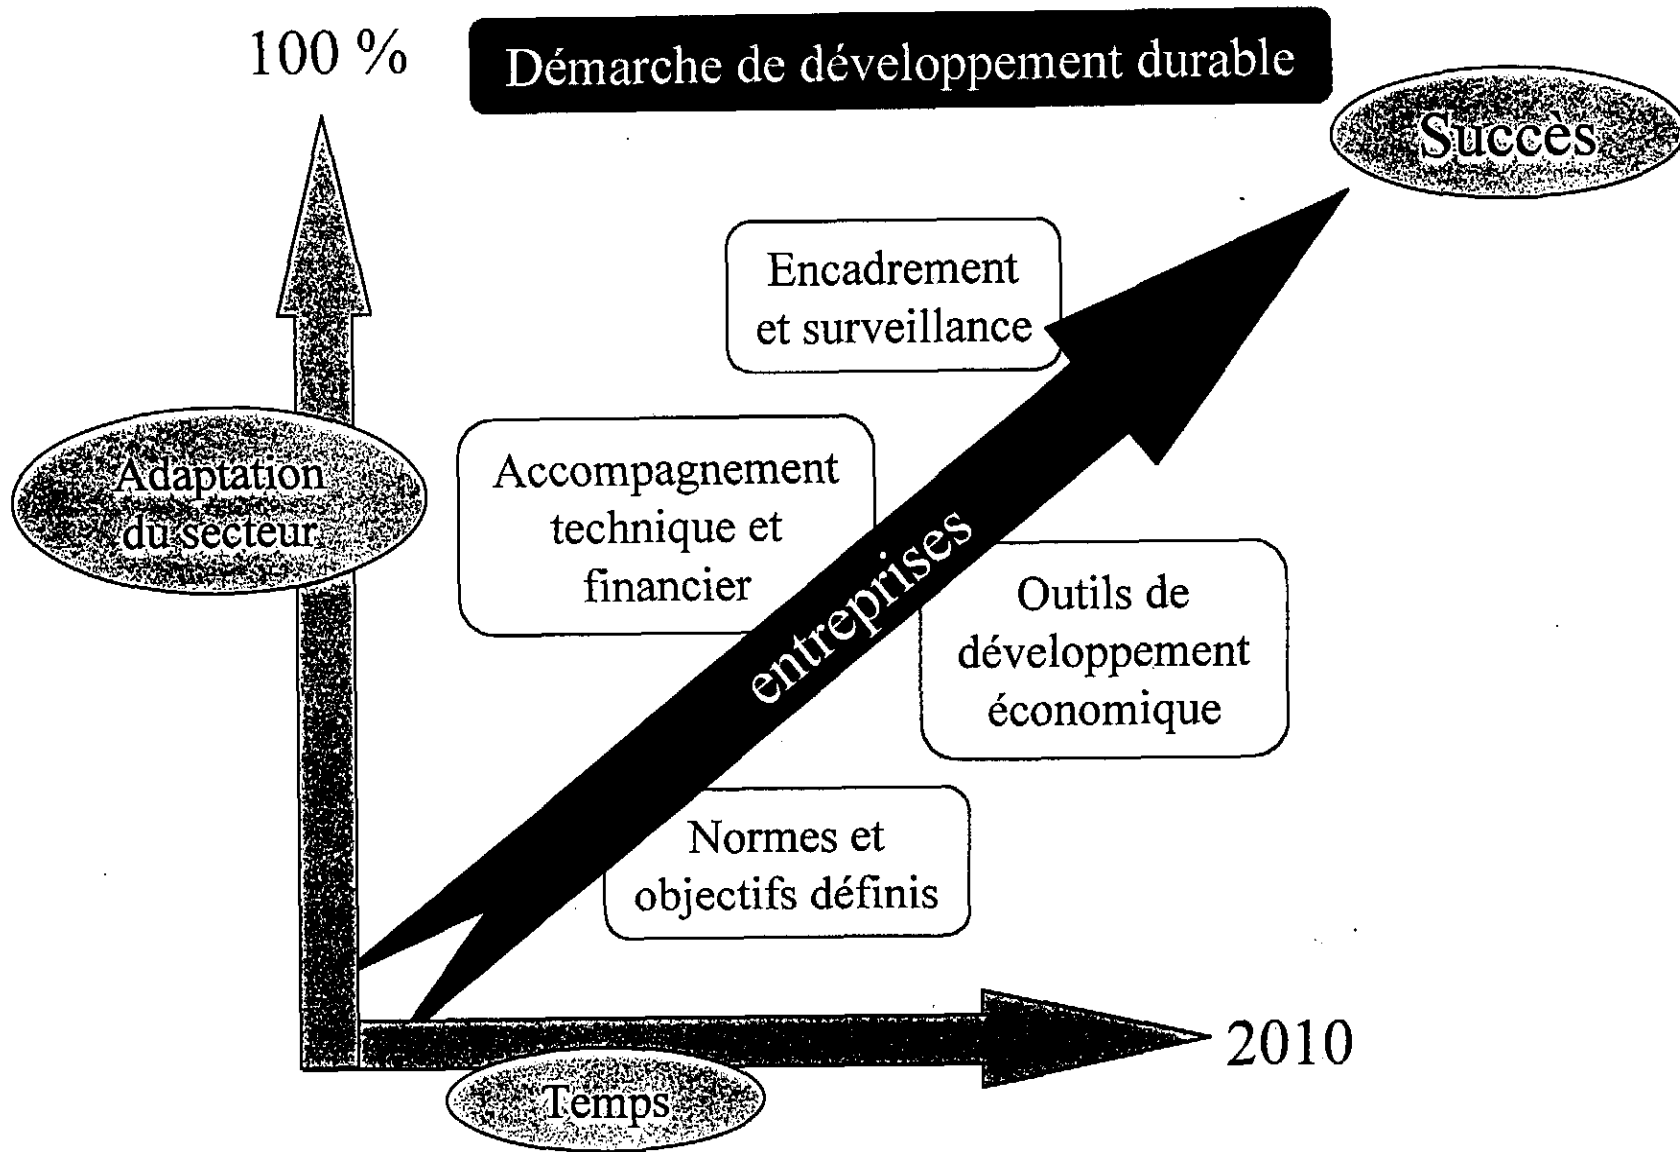 100 %
Démarche de développement durable
Succès
Encadrement
et surveillance
Adaptation
du secteur
Accompagnement
technique et
financier
entreprises
Outils de
développement
économique
Normes et
objectifs définis
2010
Temps